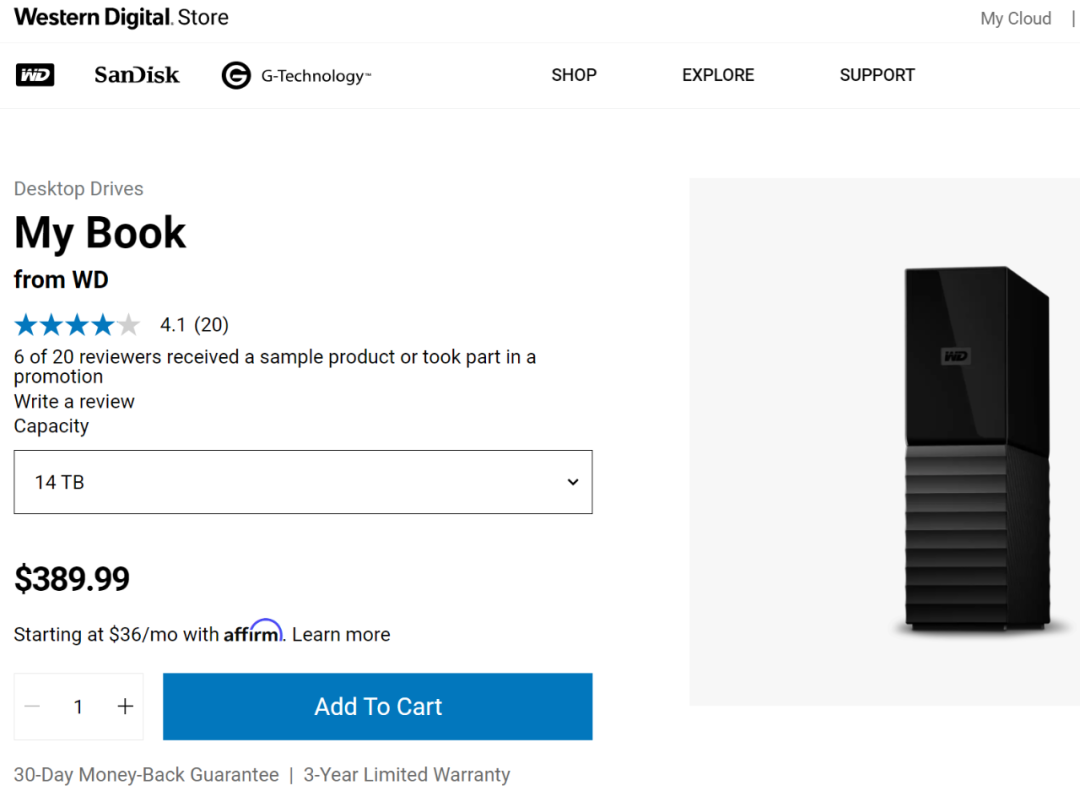 Western Digital. Store
My Cloud |
WD SanDisk G G-Technology™ SHOP EXPLORE SUPPORT
Desktop Drives
My Book
from WD
4.1 (20)
6 of 20 reviewers received a sample product or took part in a
promotion
Write a review
Capacity
14 TB
$389.99
Starting at $36/mo with affirm. Learn more
− 1 +
Add To Cart
30-Day Money-Back Guarantee | 3-Year Limited Warranty
WD